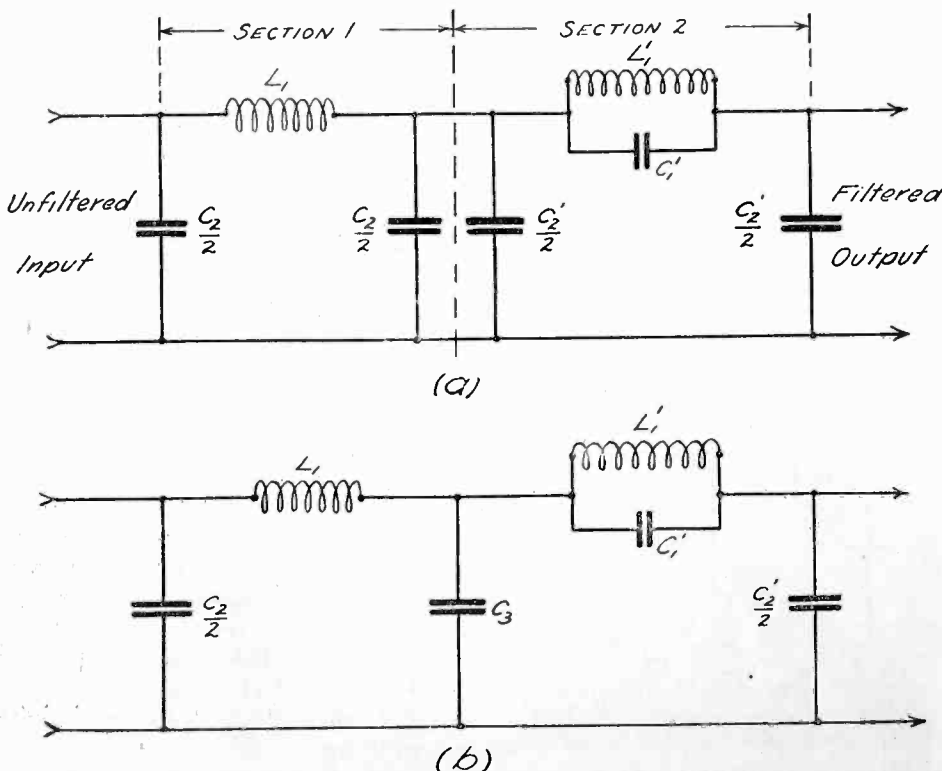 SECTION 1
SECTION 2
L₁
L₁'
C₁'
Unfiltered
Input
C₂/2
C₂/2
C₂'/2
C₂'/2
Filtered
Output
(a)
L₁
L₁'
C₁'
C₂/2
C₃
C₂'/2
(b)